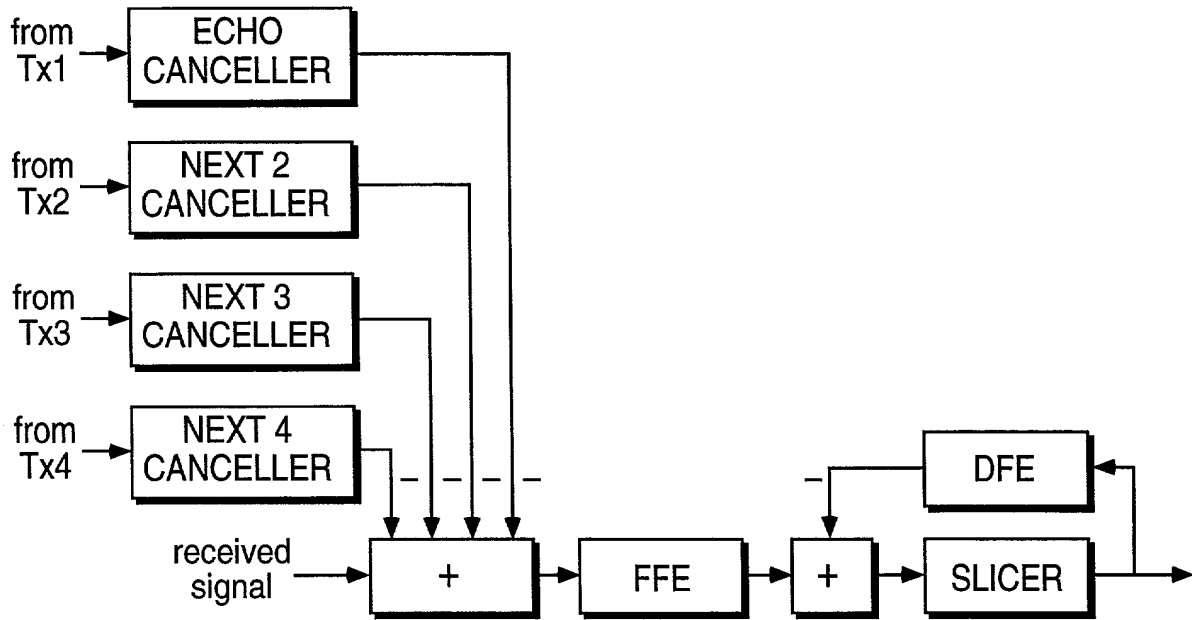 from
Tx1
ECHO
CANCELLER
from
Tx2
NEXT 2
CANCELLER
from
Tx3
NEXT 3
CANCELLER
from
Tx4
NEXT 4
CANCELLER
– – – –
–
DFE
received
signal
+
FFE
+
SLICER